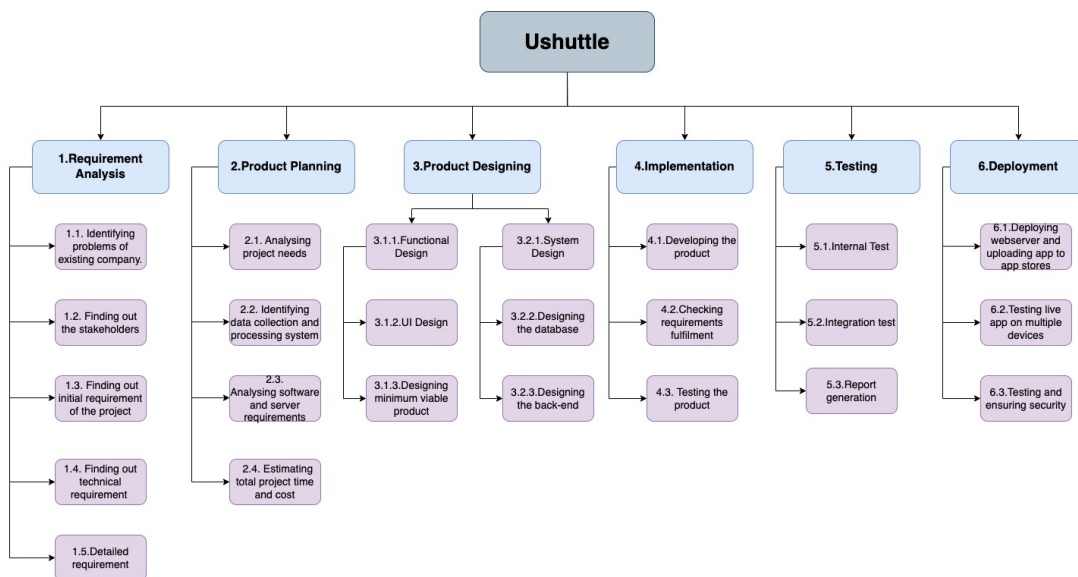 Ushuttle
1.Requirement
Analysis
2.Product Planning
3.Product Designing
4.Implementation
5.Testing
6.Deployment
1.1. Identifying
problems of
existing company.
1.2. Finding out
the stakeholders
1.3. Finding out
initial requirement
of the project
1.4. Finding out
technical
requirement
1.5.Detailed
requirement
2.1. Analysing
project needs
2.2. Identifying
data collection and
processing system
2.3.
Analysing software
and server
requirements
2.4. Estimating
total project time
and cost
3.1.1.Functional
Design
3.1.2.UI Design
3.1.3.Designing
minimum viable
product
3.2.1.System
Design
3.2.2.Designing
the database
3.2.3.Designing
the back-end
4.1.Developing the
product
4.2.Checking
requirements
fulfilment
4.3. Testing the
product
5.1.Internal Test
5.2.Integration test
5.3.Report
generation
6.1.Deploying
webserver and
uploading app to
app stores
6.2.Testing live
app on multiple
devices
6.3.Testing and
ensuring security